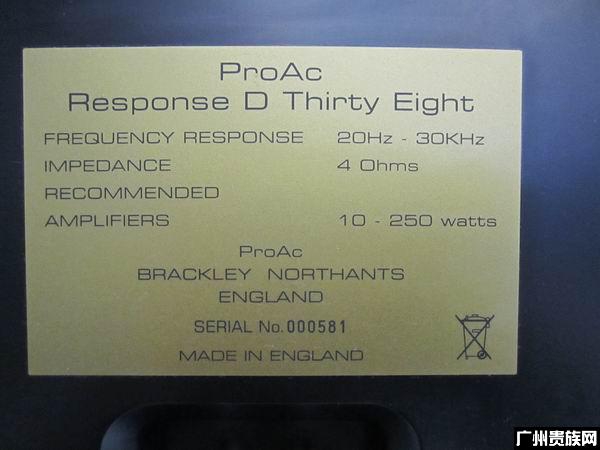 ProAc
Response D Thirty Eight
FREQUENCY RESPONSE 20Hz - 30KHz
IMPEDANCE 4 Ohms
RECOMMENDED
AMPLIFIERS 10 - 250 watts
ProAc
BRACKLEY NORTHANTS
ENGLAND
SERIAL No. 000581
MADE IN ENGLAND
广州贵族网